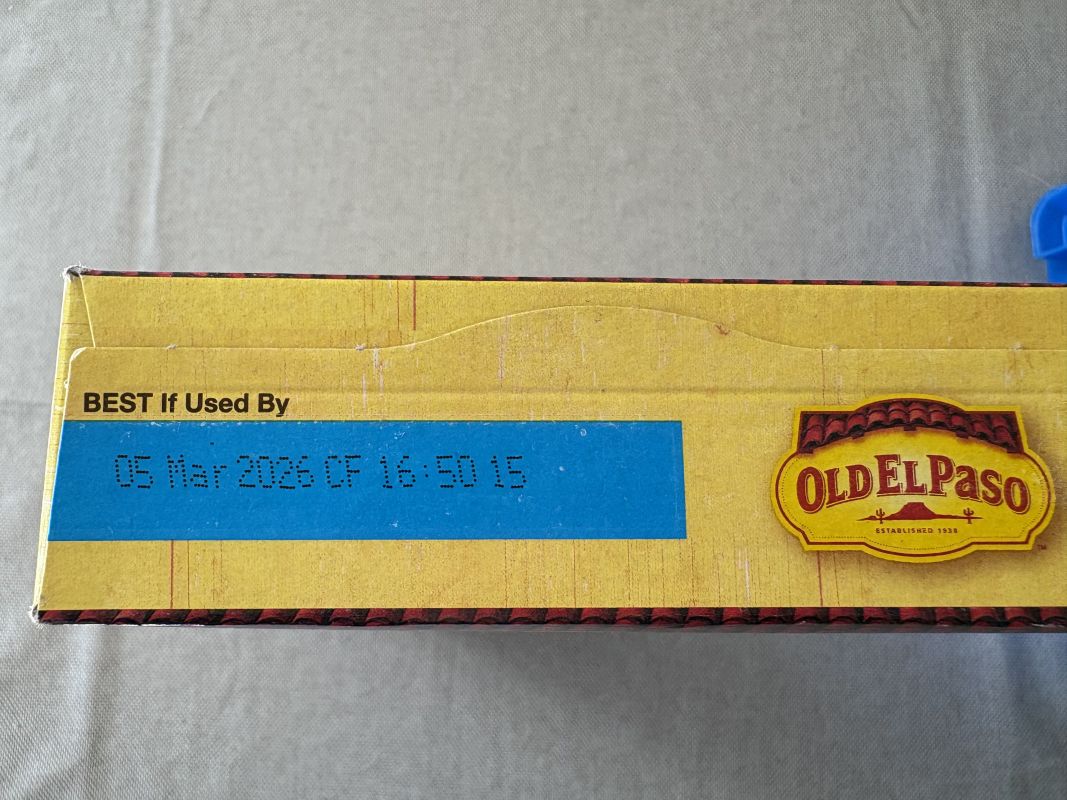 BEST If Used By
05 Mar 2026 CF 16:50 15
OLD EL PASO
ESTABLISHED 1938